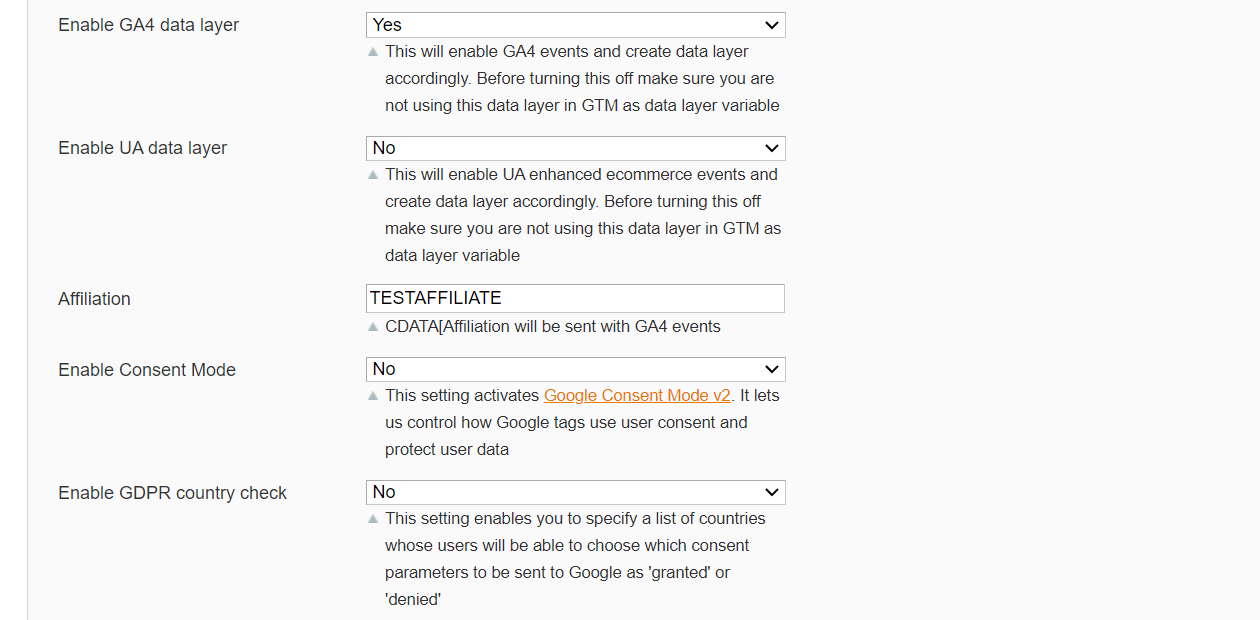 Enable GA4 data layer
Yes
This will enable GA4 events and create data layer
accordingly. Before turning this off make sure you are
not using this data layer in GTM as data layer variable
Enable UA data layer
No
This will enable UA enhanced ecommerce events and
create data layer accordingly. Before turning this off
make sure you are not using this data layer in GTM as
data layer variable
Affiliation
TESTAFFILIATE
CDATA[Affiliation will be sent with GA4 events
Enable Consent Mode
No
This setting activates Google Consent Mode v2. It lets
us control how Google tags use user consent and
protect user data
Enable GDPR country check
No
This setting enables you to specify a list of countries
whose users will be able to choose which consent
parameters to be sent to Google as 'granted' or
'denied'